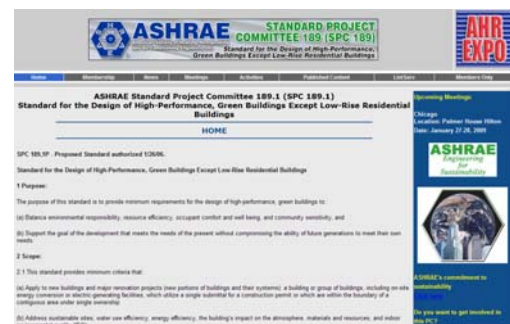 ASHRAE
STANDARD PROJECT
COMMITTEE 189 (SPC 189)
Standard for the Design of High-Performance,
Green Buildings Except Low-Rise Residential Buildings
AHR
EXPO
Home Membership News Meetings Activities Published Content ListServ Members Only
ASHRAE Standard Project Committee 189.1 (SPC 189.1)
Standard for the Design of High-Performance, Green Buildings Except Low-Rise Residential
Buildings
HOME
SPC 189.1P - Proposed Standard authorized 1/26/06.
Standard for the Design of High-Performance, Green Buildings Except Low-Rise Residential Buildings
1 Purpose:
The purpose of this standard is to provide minimum requirements for the design of high-performance, green buildings to:
(a) Balance environmental responsibility, resource efficiency, occupant comfort and well being, and community sensitivity, and
(b) Support the goal of the development that meets the needs of the present without compromising the ability of future generations to meet their own
needs.
2 Scope:
2.1 This standard provides minimum criteria that:
(a) Apply to new buildings and major renovation projects (new portions of buildings and their systems): a building or group of buildings, including on-site
energy conversion or electric-generating facilities, which utilize a single submittal for a construction permit or which are within the boundary of a
contiguous area under single ownership
(b) Address sustainable sites, water use efficiency, energy efficiency, the building's impact on the atmosphere, materials and resources, and indoor
Upcoming Meetings:
Chicago
Location: Palmer House Hilton
Date: January 27-28, 2009
ASHRAE
Engineering
for
Sustainability
ASHRAE's commitment to
sustainability
Click here
Do you want to get involved in
this PC?